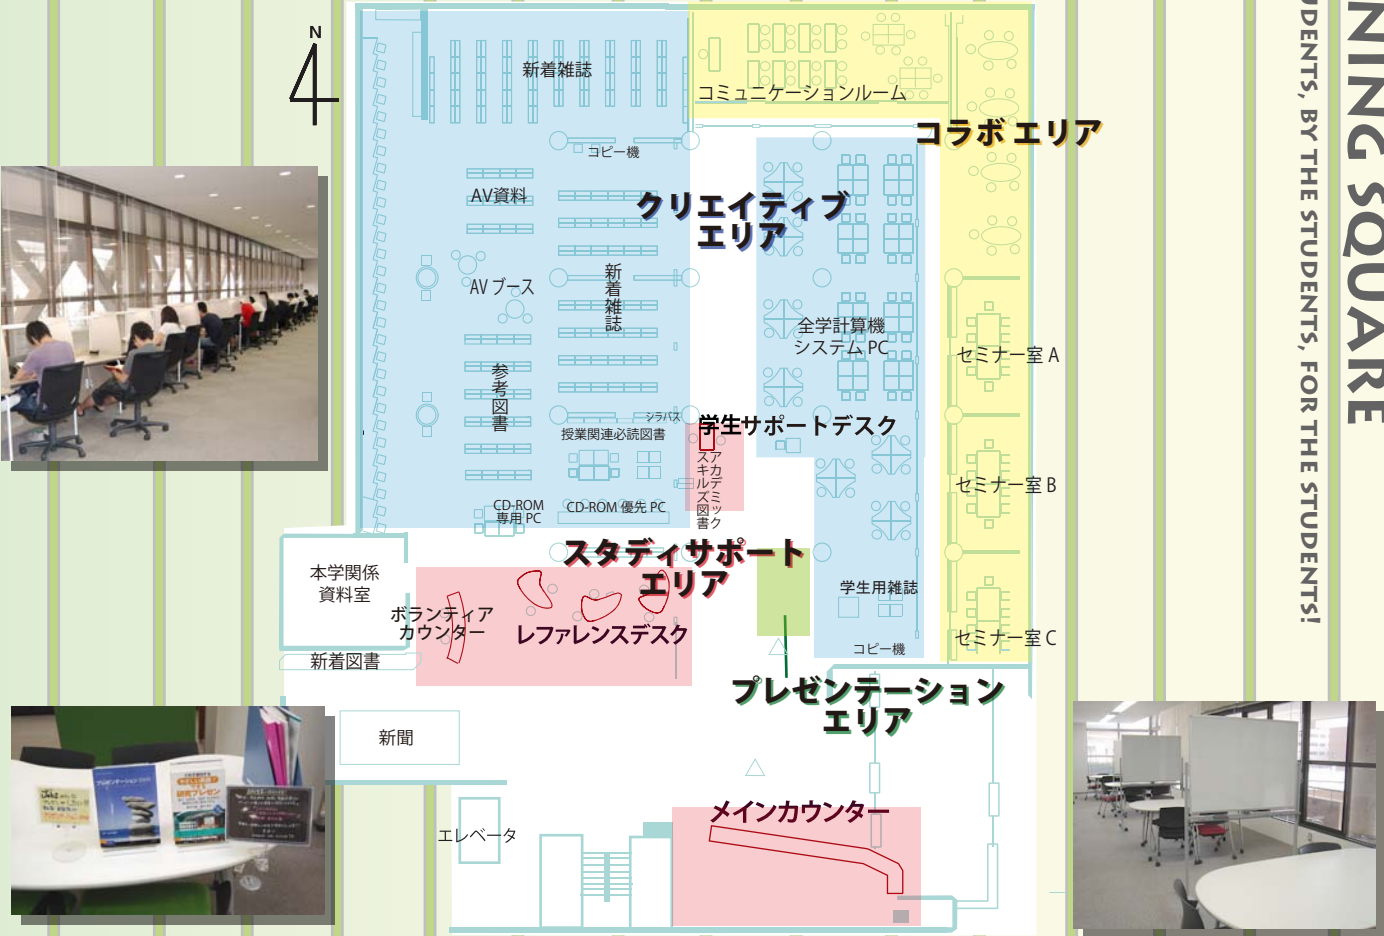 NING SQUARE
UDENTS, BY THE STUDENTS, FOR THE STUDENTS!
N
新着雑誌
コミュニケーションルーム
コラボ エリア
コピー機
AV資料
クリエイティブ
エリア
AV ブース
新着雑誌
全学計算機
システム PC
セミナー室 A
参考図書
シラバス
授業関連必読図書
学生サポートデスク
アカデミック
スキルズ図書
セミナー室 B
CD-ROM
専用 PC
CD-ROM 優先 PC
スタディサポート
エリア
本学関係
資料室
ボランティア
カウンター
レファレンスデスク
学生用雑誌
セミナー室 C
コピー機
新着図書
プレゼンテーション
エリア
新聞
メインカウンター
エレベータ